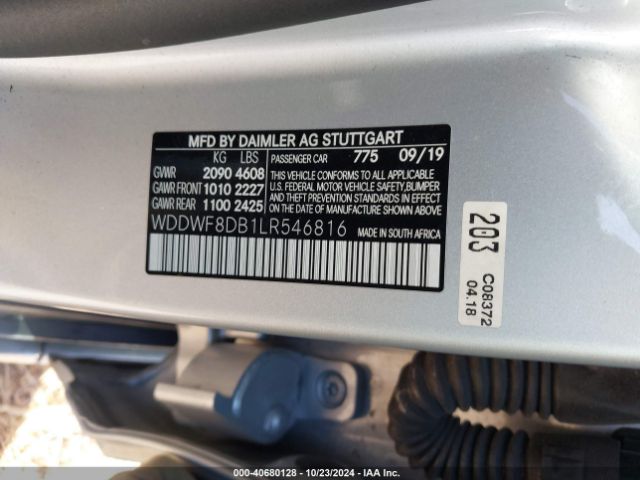 MFD BY DAIMLER AG STUTTGART
KG LBS PASSENGER CAR 775 09/19
GVWR 2090 4608
GAWR FRONT 1010 2227
GAWR REAR 1100 2425
THIS VEHICLE CONFORMS TO ALL APPLICABLE
U.S. FEDERAL MOTOR VEHICLE SAFETY, BUMPER
AND THEFT PREVENTION STANDARDS IN EFFECT
ON THE DATE OF MANUFACTURE SHOWN ABOVE.
WDDWF8DB1LR546816 MADE IN SOUTH AFRICA
203
C08372
04.18
000-40680128 - 10/23/2024 - IAA Inc.